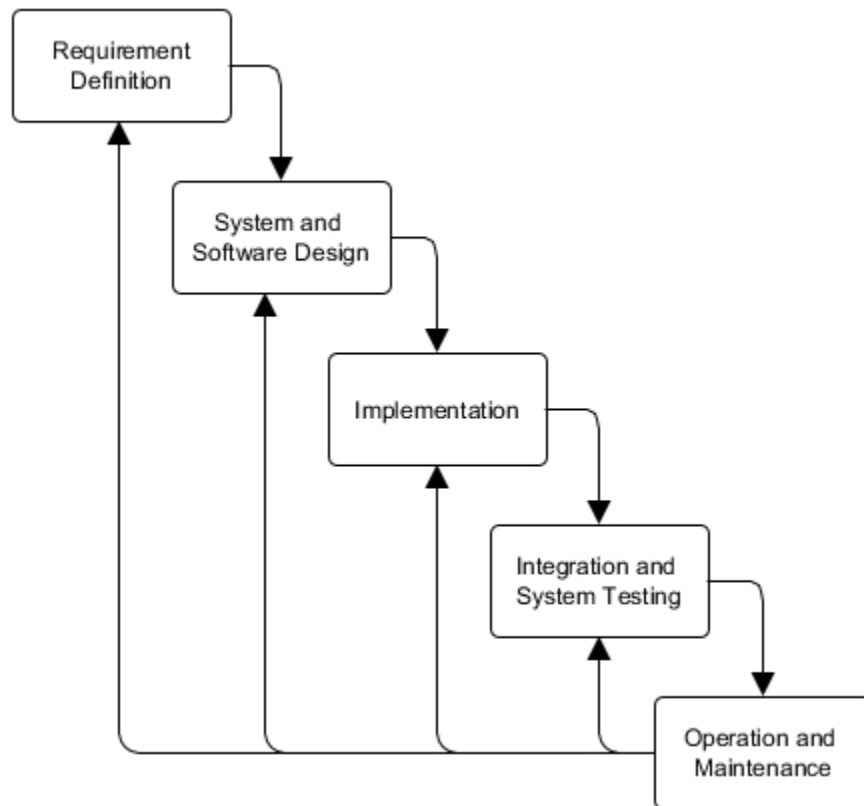 Requirement
Definition
System and
Software Design
Implementation
Integration and
System Testing
Operation and
Maintenance